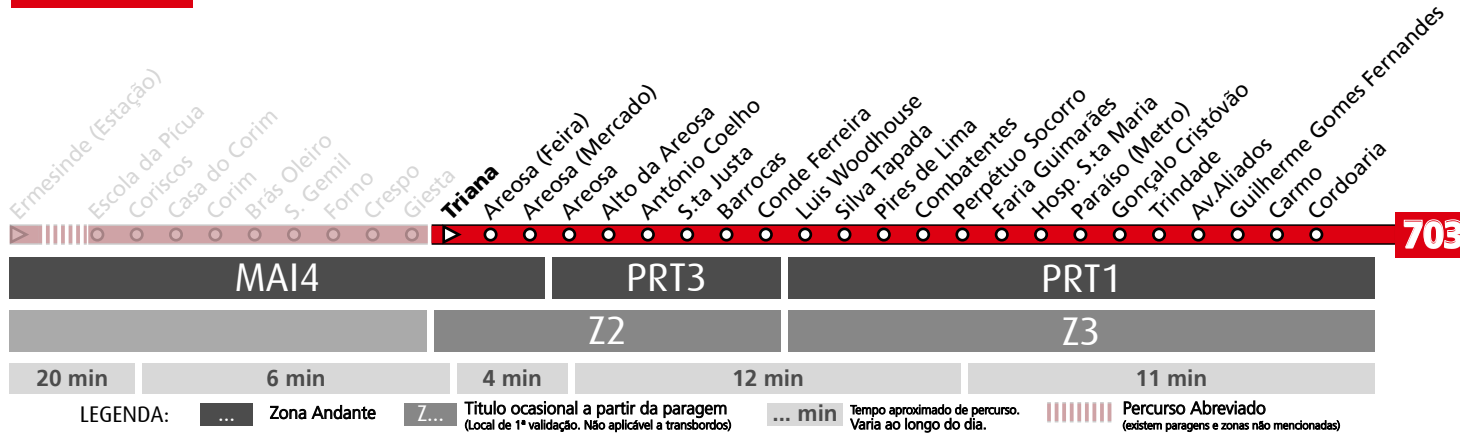 Ermesinde (Estação)
Escola da Pícua
Coriscos
Casa do Corim
Corim
Brás Oleiro
S. Gemil
Forno
Crespo
Giesta
Triana
Areosa (Feira)
Areosa (Mercado)
Areosa
Alto da Areosa
António Coelho
S.ta Justa
Barrocas
Conde Ferreira
Luis Woodhouse
Silva Tapada
Pires de Lima
Combatentes
Perpétuo Socorro
Faria Guimarães
Hosp. S.ta Maria
Paraíso (Metro)
Gonçalo Cristóvão
Trindade
Av.Aliados
Guilherme Gomes Fernandes
Carmo
Cordoaria
703
MAI4 PRT3 PRT1
Z2 Z3
20 min 6 min 4 min 12 min 11 min
LEGENDA:
... Zona Andante
Z... Titulo ocasional a partir da paragem
(Local de 1ª validação. Não aplicável a transbordos)
... min Tempo aproximado de percurso.
Varia ao longo do dia.
Percurso Abreviado
(existem paragens e zonas não mencionadas)